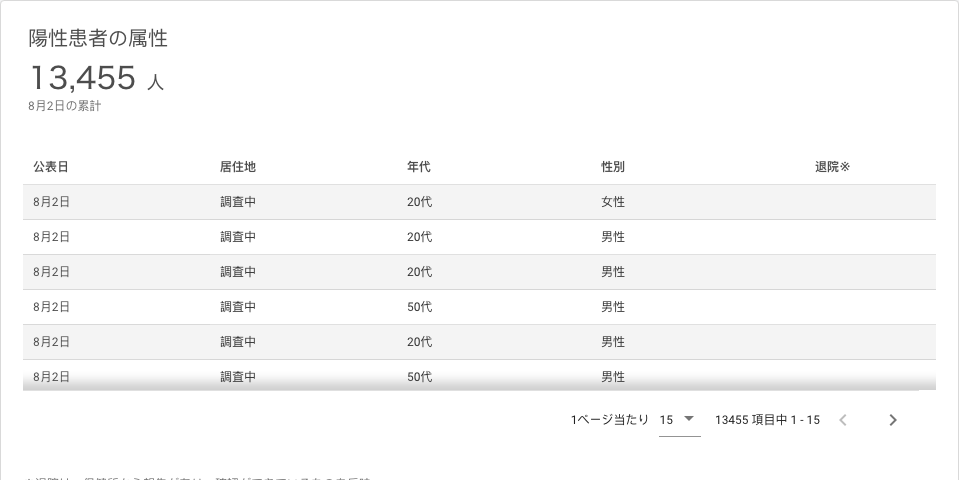 陽性患者の属性
13,455 人
8月2日の累計
公表日 居住地 年代 性別 退院※
8月2日 調査中 20代 女性
8月2日 調査中 20代 男性
8月2日 調査中 20代 男性
8月2日 調査中 50代 男性
8月2日 調査中 20代 男性
8月2日 調査中 50代 男性
1ページ当たり 15 13455 項目中 1 - 15